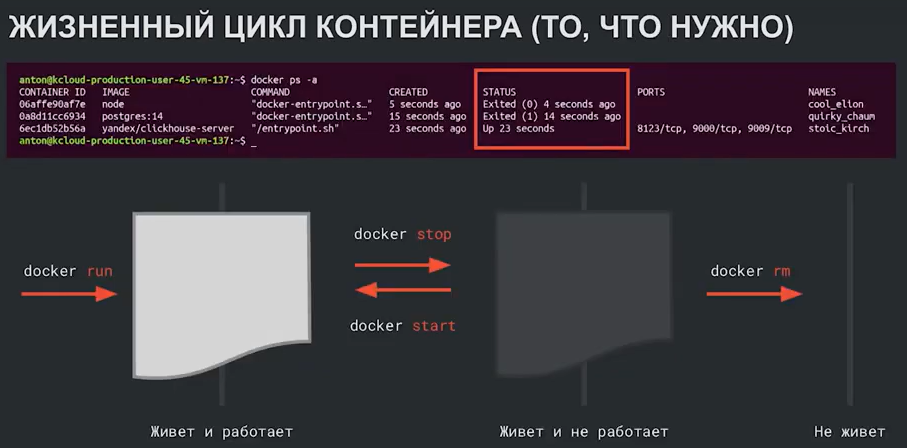 ЖИЗНЕННЫЙ ЦИКЛ КОНТЕЙНЕРА (ТО, ЧТО НУЖНО)
anton@kcloud-production-user-45-vm-137:~$ docker ps -a
CONTAINER ID IMAGE COMMAND CREATED STATUS PORTS NAMES
06affe90af7e node "docker-entrypoint.s…" 5 seconds ago Exited (0) 4 seconds ago cool_elion
0a8d11cc6934 postgres:14 "docker-entrypoint.s…" 15 seconds ago Exited (1) 14 seconds ago quirky_chaum
6ec1db52b56a yandex/clickhouse-server "/entrypoint.sh" 23 seconds ago Up 23 seconds 8123/tcp, 9000/tcp, 9009/tcp stoic_kirch
anton@kcloud-production-user-45-vm-137:~$ _
docker run
docker stop
docker start
docker rm
Живет и работает
Живет и не работает
Не живет